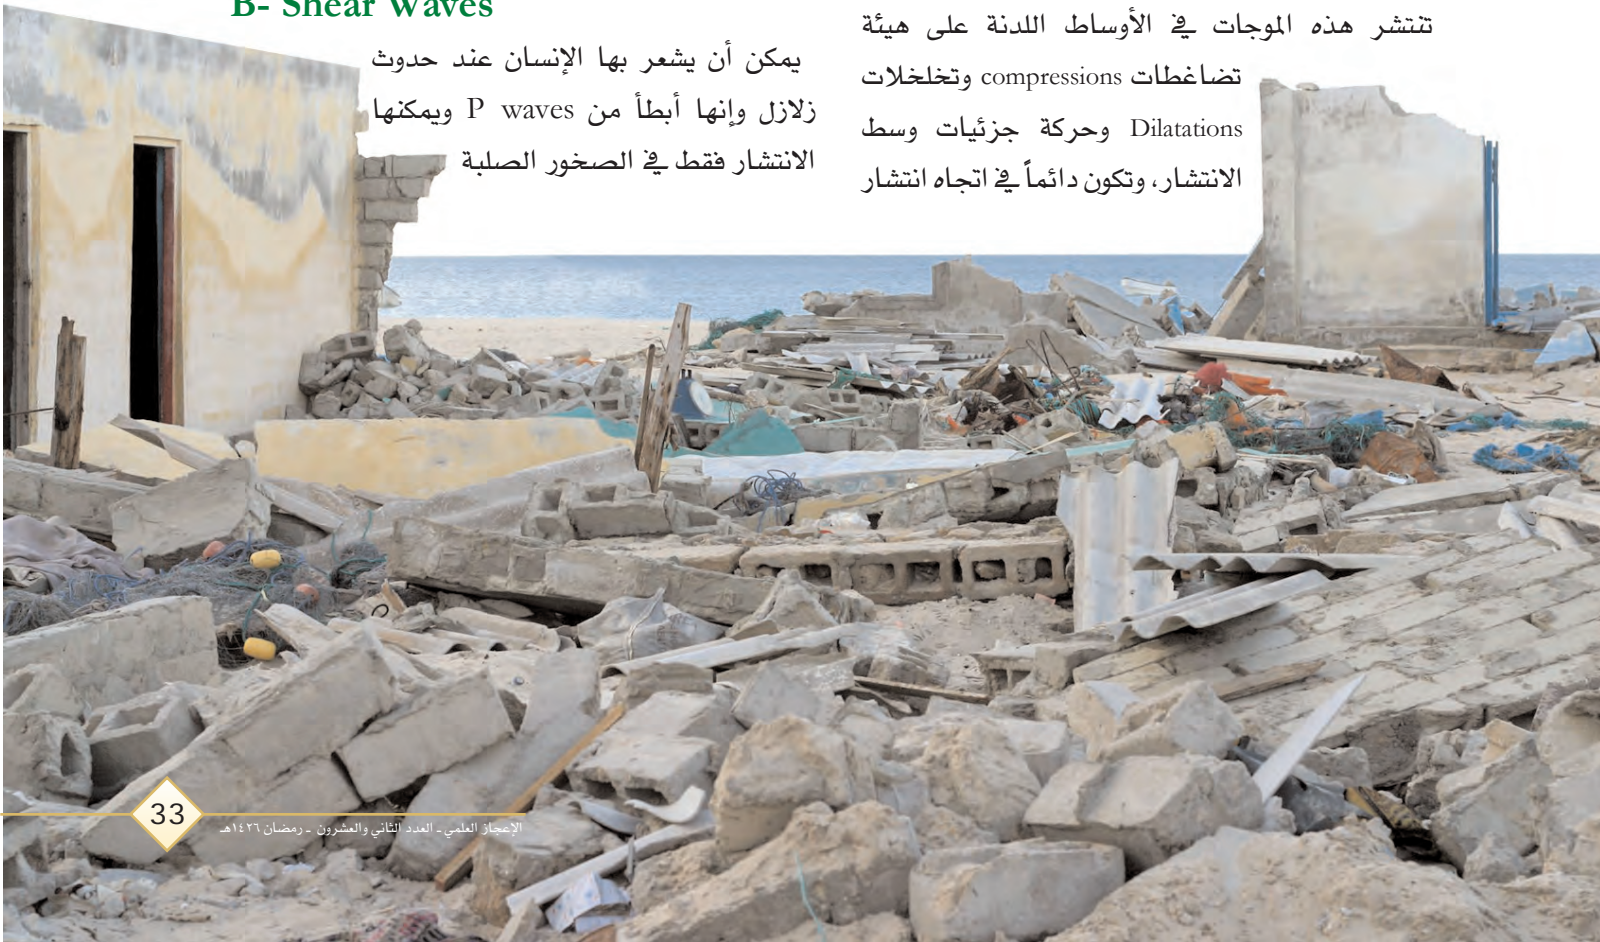 تنتشر هذه الموجات في الأوساط اللدنة على هيئة
تضاغطات compressions وتخلخلات
Dilatations وحركة جزئيات وسط
الانتشار، وتكون دائماً في اتجاه انتشار
B- Shear Waves
يمكن أن يشعر بها الإنسان عند حدوث
زلازل وإنها أبطأ من P waves ويمكنها
الانتشار فقط في الصخور الصلبة
33
الإعجاز العلمي ـ العدد الثاني والعشرون ـ رمضان ١٤٢٦هـ